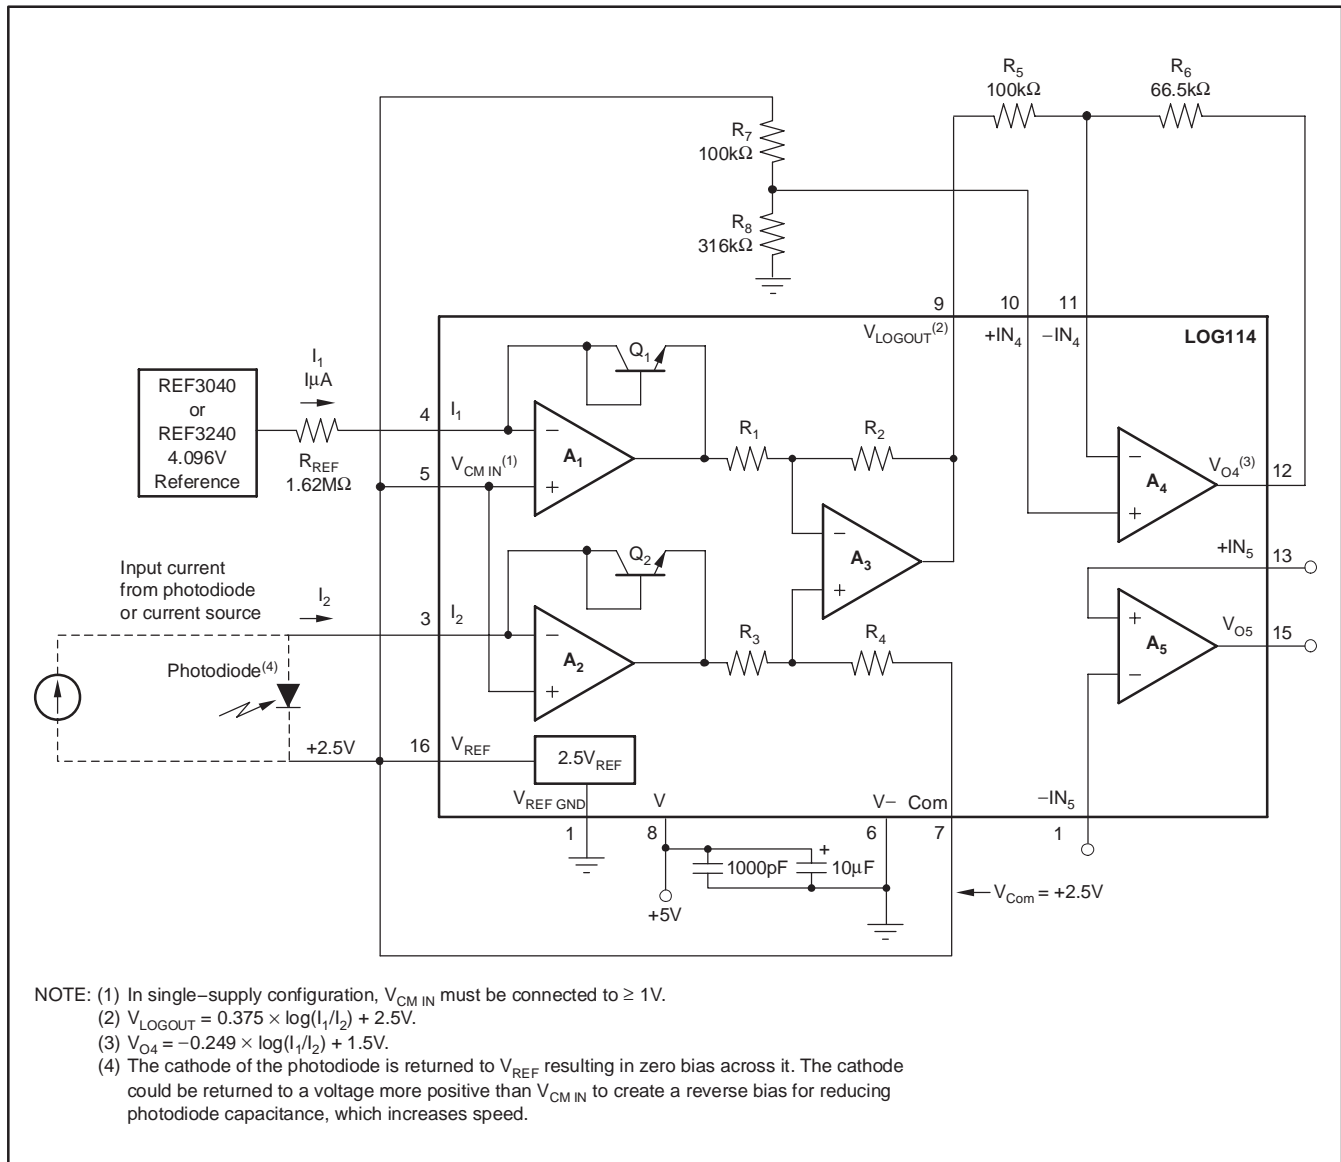 R5
100kΩ
R6
66.5kΩ
R7
100kΩ
R8
316kΩ
9
10
11
VLOGOUT(2)
+IN4
−IN4
LOG114
Q1
I1
IμA
REF3040
or
REF3240
4.096V
Reference
RREF
1.62MΩ
4
I1
5
VCM IN(1)
A1
R1
R2
A4
VO4(3)
12
A3
+IN5
13
Input current
from photodiode
or current source
I2
3
I2
Q2
A2
R3
R4
A5
VO5
15
Photodiode(4)
+2.5V
16
VREF
2.5VREF
VREF GND
1
V
8
V−
6
Com
7
−IN5
1
1000pF
+
10μF
+5V
VCom = +2.5V
NOTE: (1) In single−supply configuration, VCM IN must be connected to ≥ 1V.
(2) VLOGOUT = 0.375 × log(I1/I2) + 2.5V.
(3) VO4 = −0.249 × log(I1/I2) + 1.5V.
(4) The cathode of the photodiode is returned to VREF resulting in zero bias across it. The cathode
could be returned to a voltage more positive than VCM IN to create a reverse bias for reducing
photodiode capacitance, which increases speed.